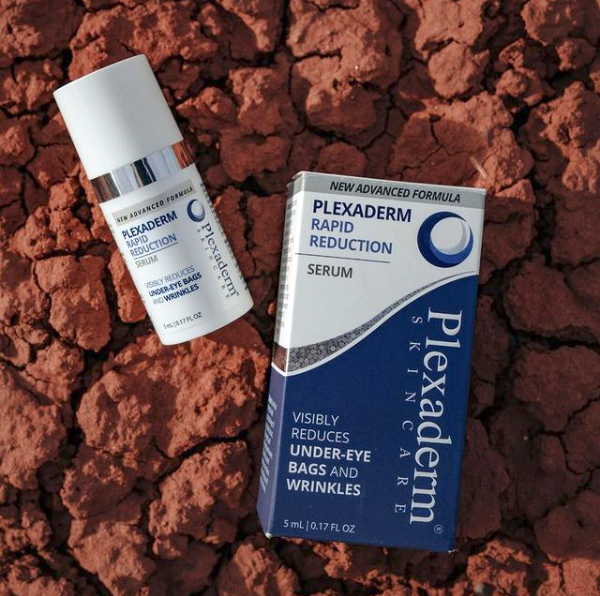 NEW ADVANCED FORMULA
PLEXADERM
RAPID
REDUCTION
SERUM
VISIBLY REDUCES
UNDER-EYE BAGS
AND WRINKLES
5 mL | 0.17 FL OZ
Plexaderm
SKINCARE
NEW ADVANCED FORMULA
PLEXADERM
RAPID
REDUCTION
SERUM
VISIBLY
REDUCES
UNDER-EYE
BAGS AND
WRINKLES
5 mL | 0.17 FL OZ
Plexaderm®
SKINCARE